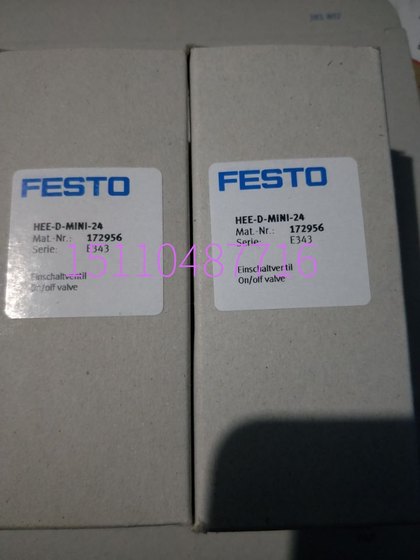 FESTO
HEE-D-MINI-24
Mat.-Nr.: 172956
Serie: E343
Einschaltventil
On/off valve
FESTO
HEE-D-MINI-24
Mat.-Nr.: 172956
Serie: E343
Einschaltventil
On/off valve
15110487716